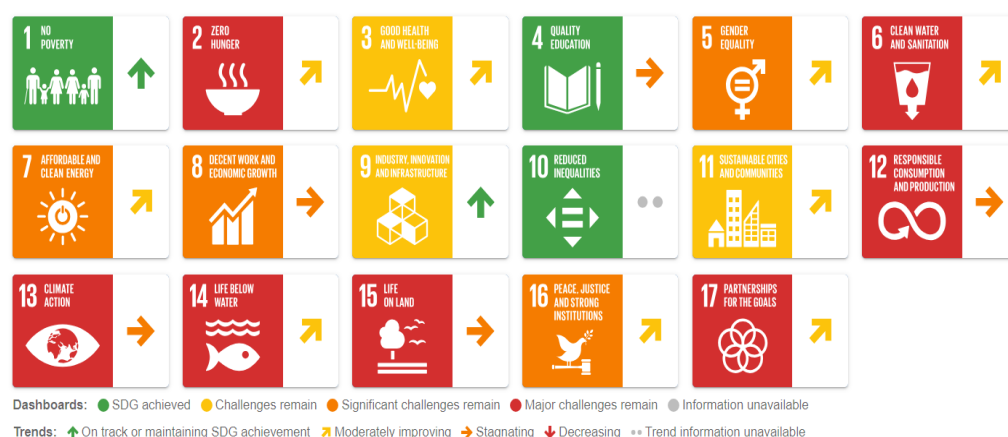 1 NO
POVERTY
2 ZERO
HUNGER
3 GOOD HEALTH
AND WELL-BEING
4 QUALITY
EDUCATION
5 GENDER
EQUALITY
6 CLEAN WATER
AND SANITATION
7 AFFORDABLE AND
CLEAN ENERGY
8 DECENT WORK AND
ECONOMIC GROWTH
9 INDUSTRY, INNOVATION
AND INFRASTRUCTURE
10 REDUCED
INEQUALITIES
11 SUSTAINABLE CITIES
AND COMMUNITIES
12 RESPONSIBLE
CONSUMPTION
AND PRODUCTION
13 CLIMATE
ACTION
14 LIFE BELOW
WATER
15 LIFE
ON LAND
16 PEACE, JUSTICE
AND STRONG
INSTITUTIONS
17 PARTNERSHIPS
FOR THE GOALS
Dashboards: SDG achieved Challenges remain Significant challenges remain Major challenges remain Information unavailable
Trends: On track or maintaining SDG achievement Moderately improving Stagnating Decreasing Trend information unavailable